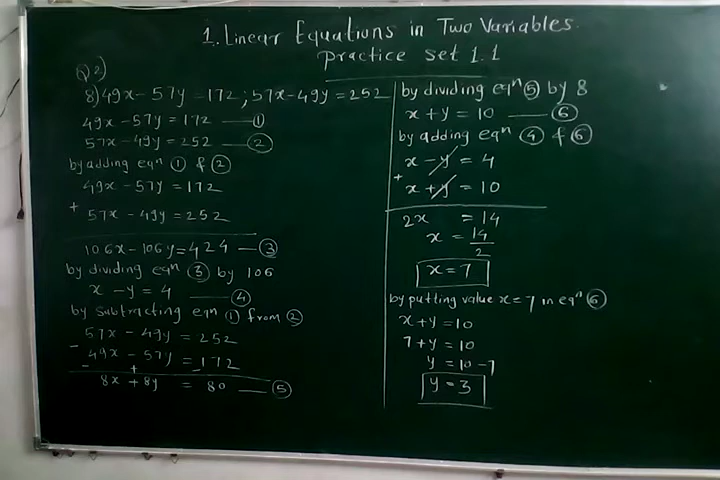 1. Linear Equations in Two Variables.
practice set 1.1
Q2)
8) 49x - 57y = 172 ; 57x - 49y = 252
49x - 57y = 172 — ①
57x - 49y = 252 — ②
by adding eqⁿ ① & ②
49x - 57y = 172
+ 57x - 49y = 252
106x - 106y = 424 — ③
by dividing eqⁿ ③ by 106
x - y = 4 — ④
by subtracting eqn ① from ②
57x - 49y = 252
- 49x - 57y = 172
- + -
8x + 8y = 80 — ⑤
by dividing eqⁿ ⑤ by 8
x + y = 10 — ⑥
by adding eqⁿ ④ & ⑥
x - y = 4
+ x + y = 10
2x = 14
x = 14/2
x = 7
by putting value x = 7 in eqⁿ ⑥
x + y = 10
7 + y = 10
y = 10 - 7
y = 3